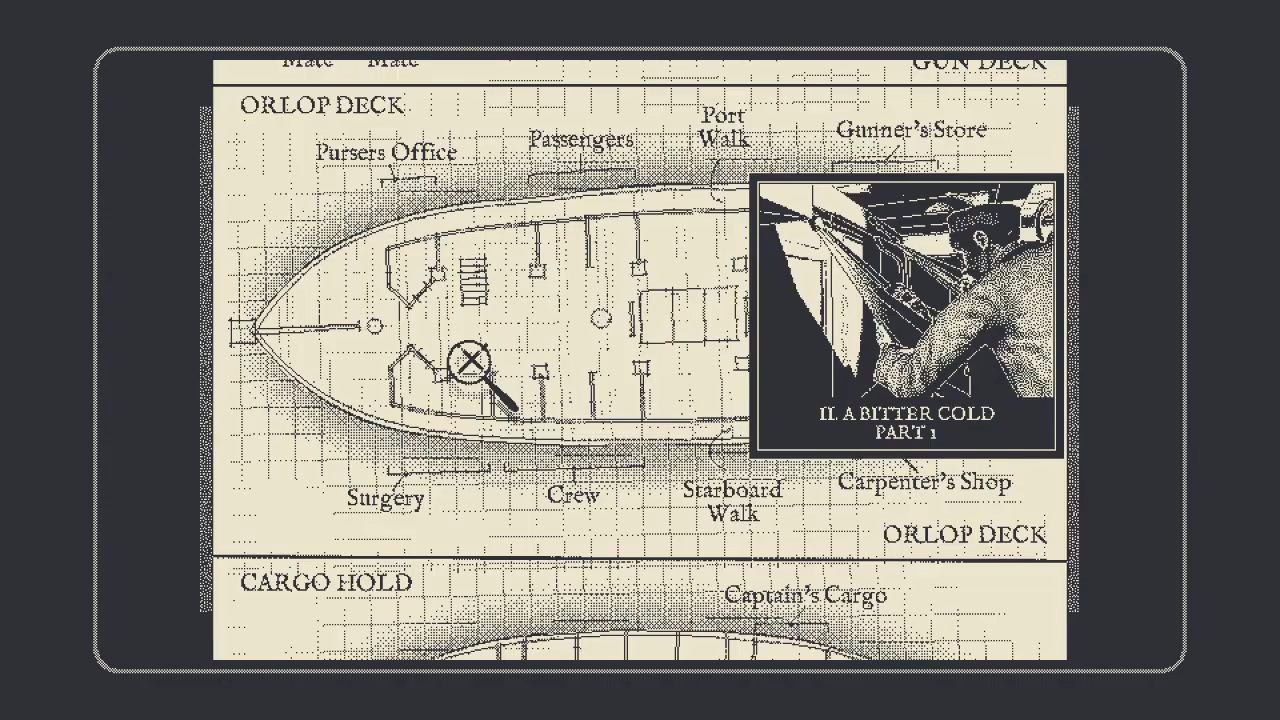 Mate Mate
GUN DECK
ORLOP DECK
Port
Walk
Gunner's Store
Passengers
Pursers Office
II. A BITTER COLD
PART 1
Surgery
Crew
Starboard
Walk
Carpenter's Shop
ORLOP DECK
CARGO HOLD
Captain's Cargo